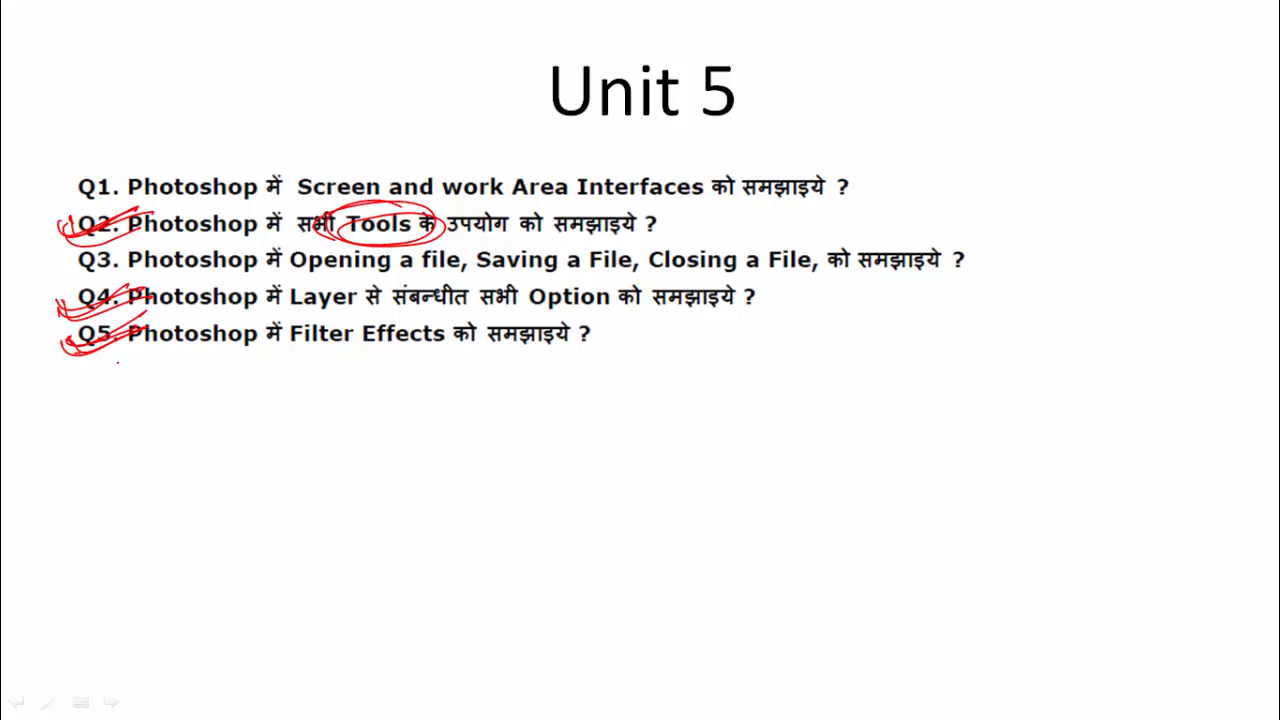 Unit 5
Q1. Photoshop में Screen and work Area Interfaces को समझाइये ?
Q2. Photoshop में सभी Tools के उपयोग को समझाइये ?
Q3. Photoshop में Opening a file, Saving a File, Closing a File, को समझाइये ?
Q4. Photoshop में Layer से संबन्धीत सभी Option को समझाइये ?
Q5. Photoshop में Filter Effects को समझाइये ?